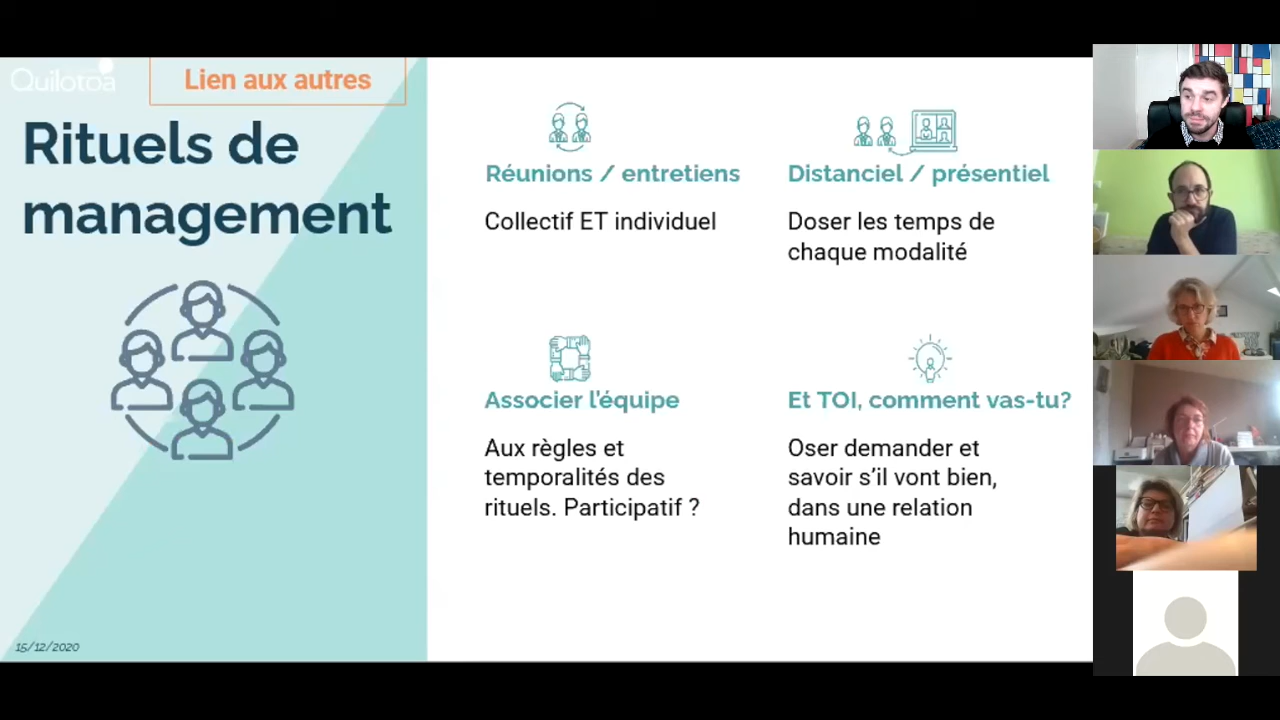 Quilotoa
Lien aux autres
Rituels de
management
Réunions / entretiens
Collectif ET individuel
Distanciel / présentiel
Doser les temps de
chaque modalité
Associer l'équipe
Aux règles et
temporalités des
rituels. Participatif ?
Et TOI, comment vas-tu?
Oser demander et
savoir s'il vont bien,
dans une relation
humaine
15/12/2020